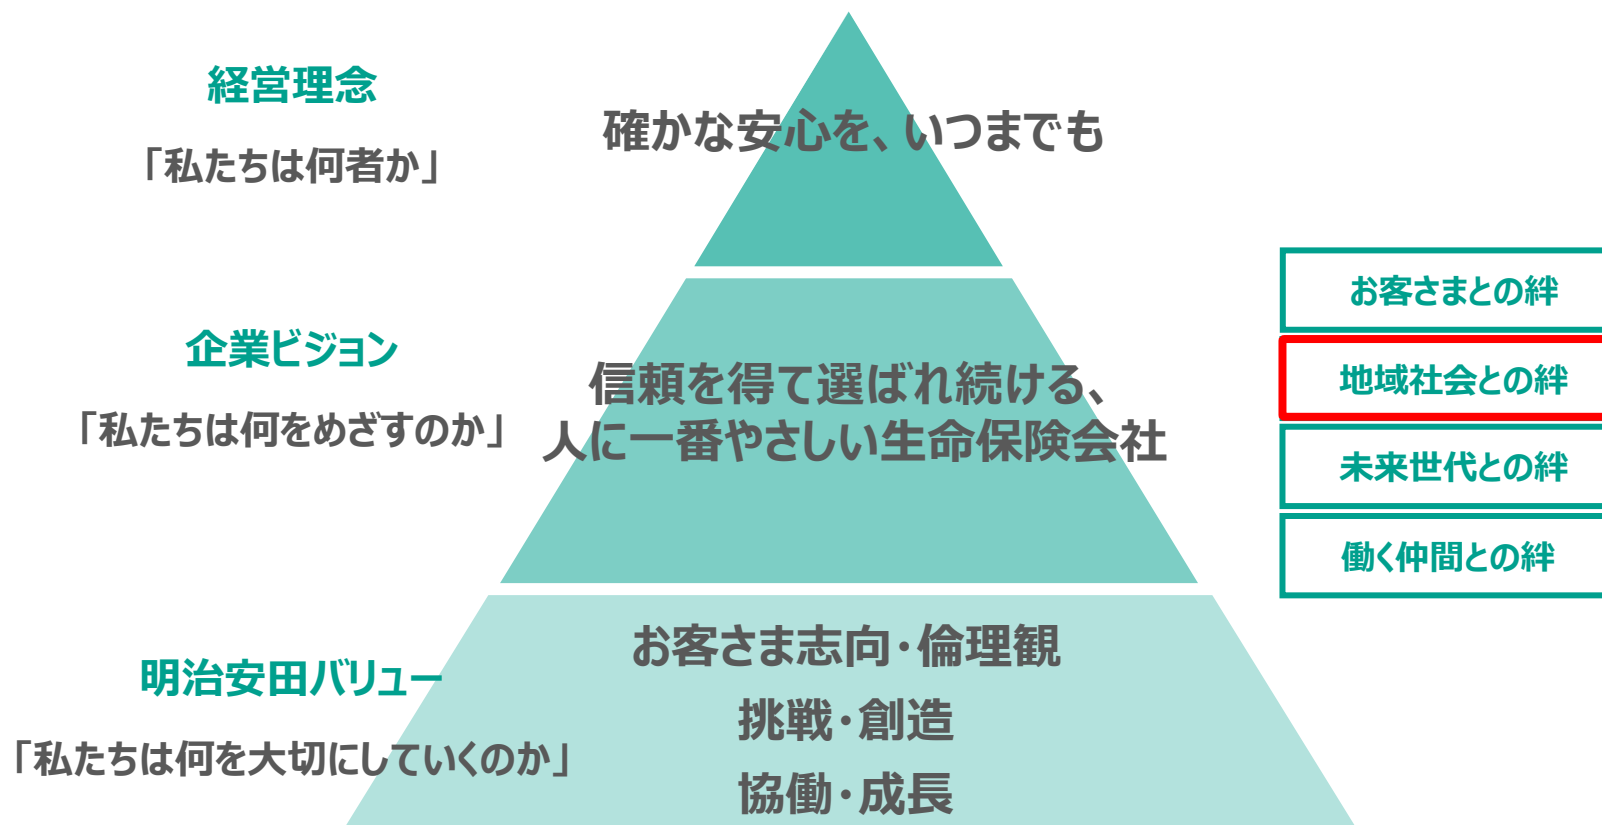 経営理念
「私たちは何者か」
確かな安心を、いつまでも
企業ビジョン
「私たちは何をめざすのか」
信頼を得て選ばれ続ける、
人に一番やさしい生命保険会社
お客さまとの絆
地域社会との絆
未来世代との絆
働く仲間との絆
明治安田バリュー
「私たちは何を大切にしていくのか」
お客さま志向・倫理観
挑戦・創造
協働・成長